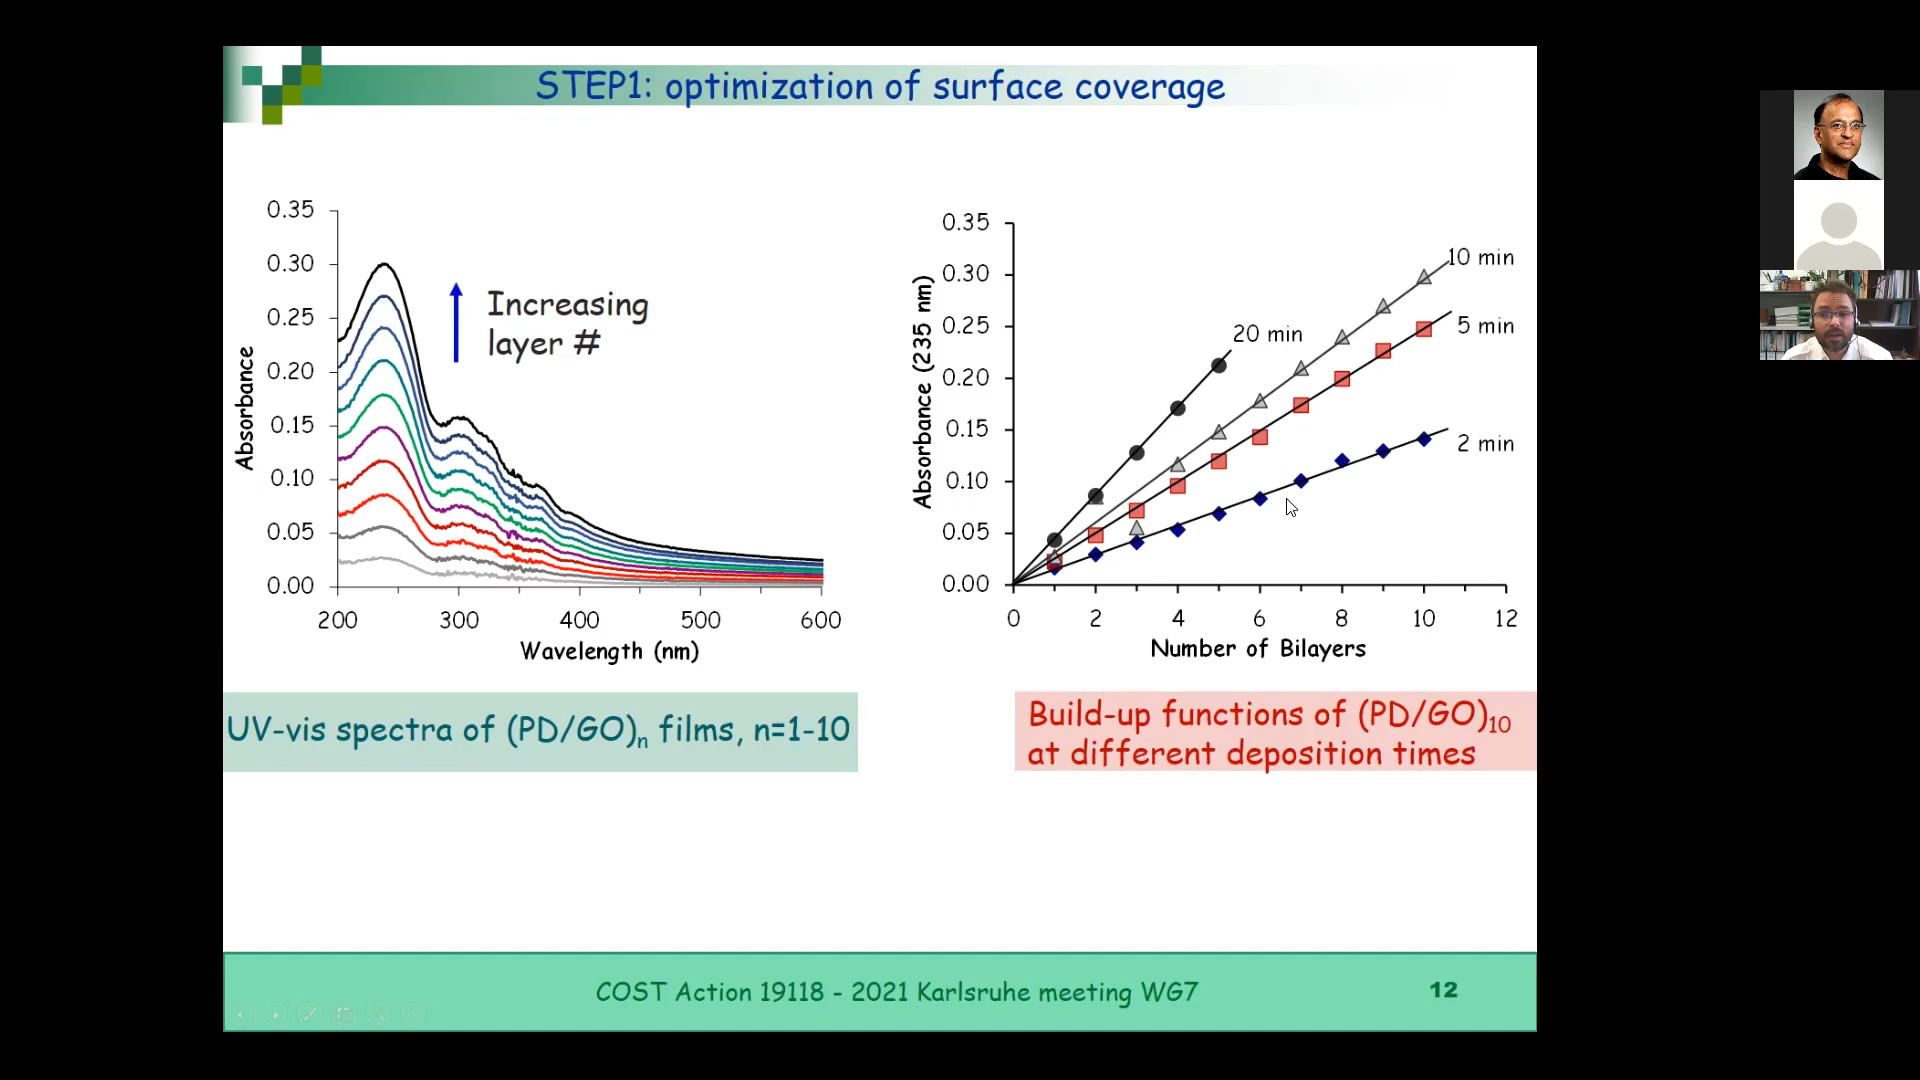 STEP1: optimization of surface coverage
0.35
0.30
0.25
0.20
0.15
0.10
0.05
0.00
Absorbance
200 300 400 500 600
Wavelength (nm)
Increasing
layer #
UV-vis spectra of (PD/GO)n films, n=1-10
0.35
0.30
0.25
0.20
0.15
0.10
0.05
0.00
Absorbance (235 nm)
0 2 4 6 8 10 12
Number of Bilayers
20 min
10 min
5 min
2 min
Build-up functions of (PD/GO)10
at different deposition times
COST Action 19118 - 2021 Karlsruhe meeting WG7
12